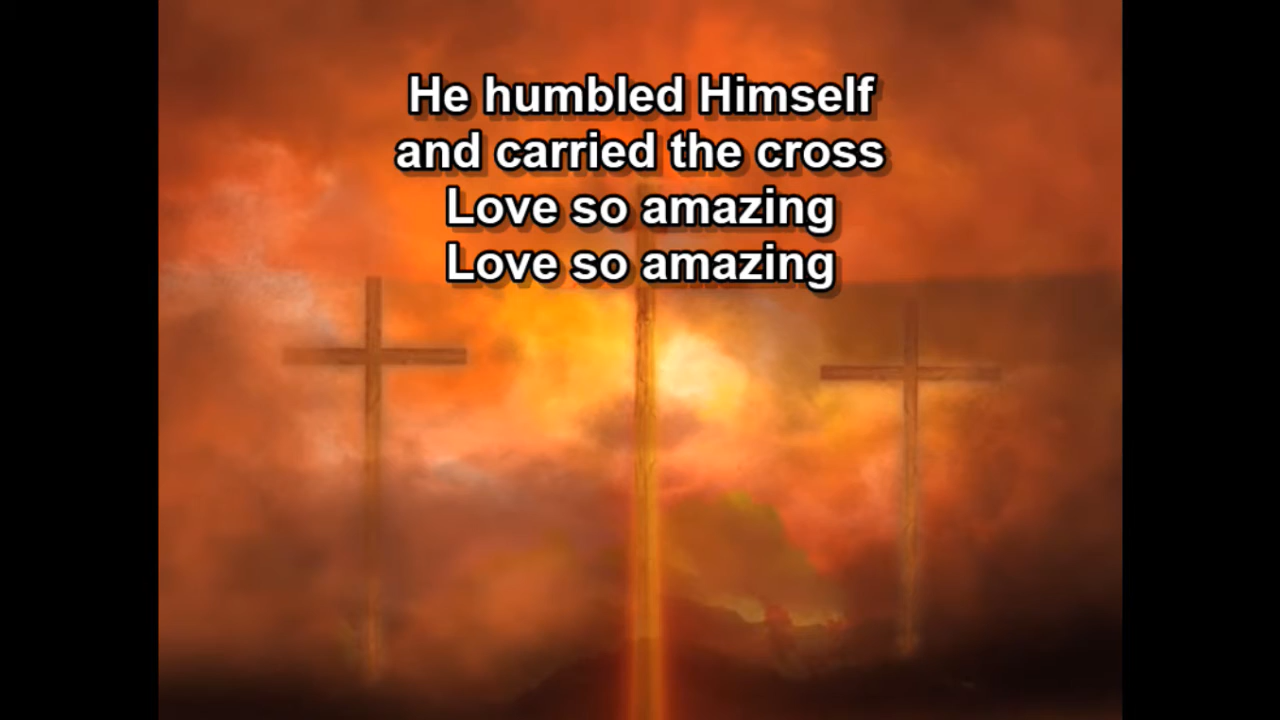 He humbled Himself
and carried the cross
Love so amazing
Love so amazing